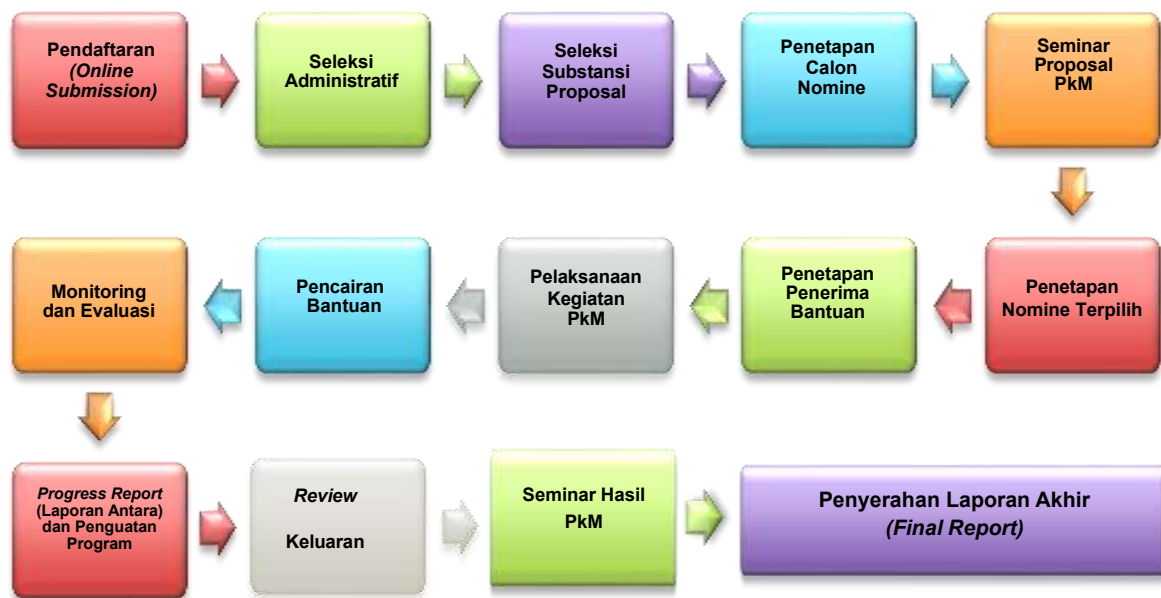 Pendaftaran
(Online
Submission)
Seleksi
Administratif
Seleksi
Substansi
Proposal
Penetapan
Calon
Nomine
Seminar
Proposal
PkM
Penetapan
Nomine Terpilih
Penetapan
Penerima
Bantuan
Pelaksanaan
Kegiatan
PkM
Pencairan
Bantuan
Monitoring
dan Evaluasi
Progress Report
(Laporan Antara)
dan Penguatan
Program
Review
Keluaran
Seminar Hasil
PkM
Penyerahan Laporan Akhir
(Final Report)